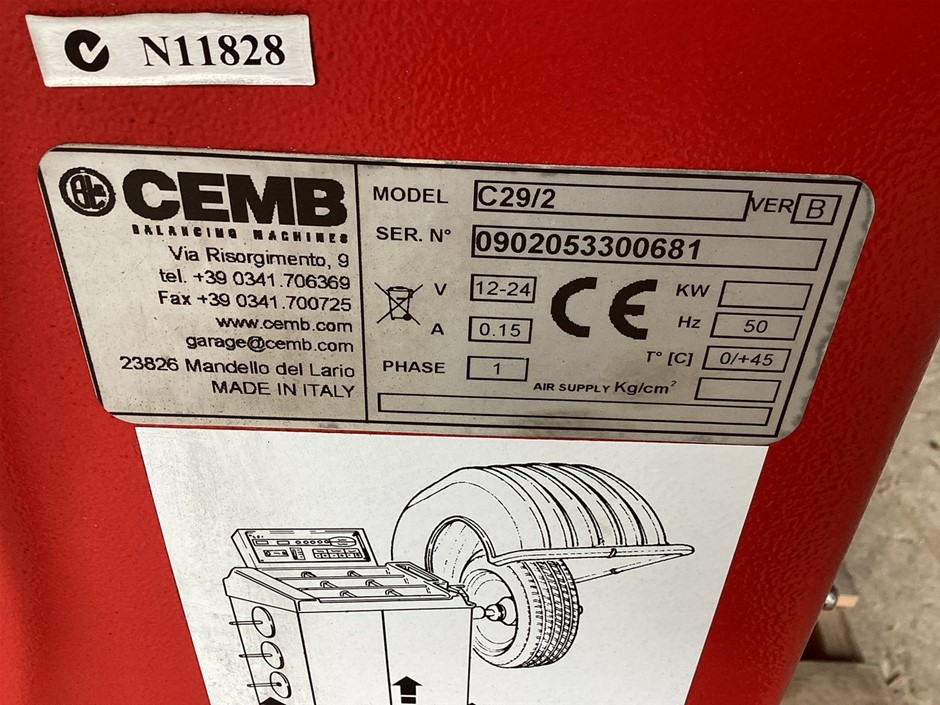 N11828
CEMB
BALANCING MACHINES
Via Risorgimento, 9
tel. +39 0341.706369
Fax +39 0341.700725
www.cemb.com
garage@cemb.com
23826 Mandello del Lario
MADE IN ITALY
MODEL C29/2 VER B
SER. N° 0902053300681
V 12-24
A 0.15
PHASE 1
CE
KW
Hz 50
T° [C] 0/+45
AIR SUPPLY Kg/cm²